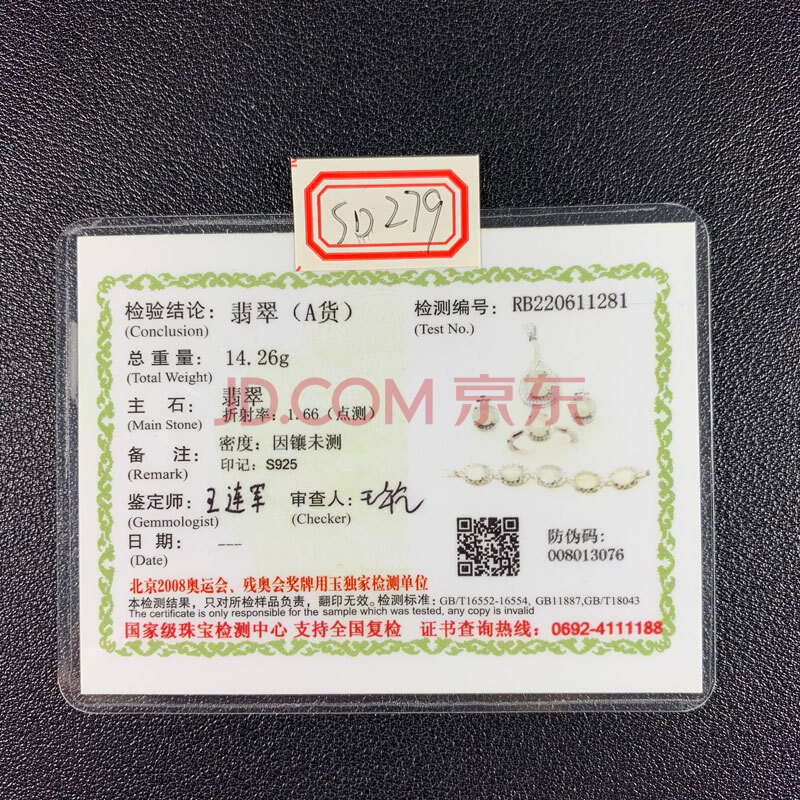 SD279
检验结论：翡翠（A货） 检测编号：RB220611281
(Conclusion) (Test No.)
总重量：14.26g
(Total Weight)
JD.COM 京东
主 石：翡翠
(Main Stone) 折射率：1.66（点测）
备 注：密度：因镶未测
(Remark) 印记：S925
鉴定师：王连军 审查人：
(Gemmologist) (Checker)
日 期：---
(Date)
防伪码：
008013076
北京2008奥运会、残奥会奖牌用玉独家检测单位
本检测结果，只对所检样品负责，翻印无效。检测标准：GB/T16552-16554, GB11887,GB/T18043
The certificate is only responsible for the sample which was tested, any copy is invalid
国家级珠宝检测中心 支持全国复检 证书查询热线：0692-4111188